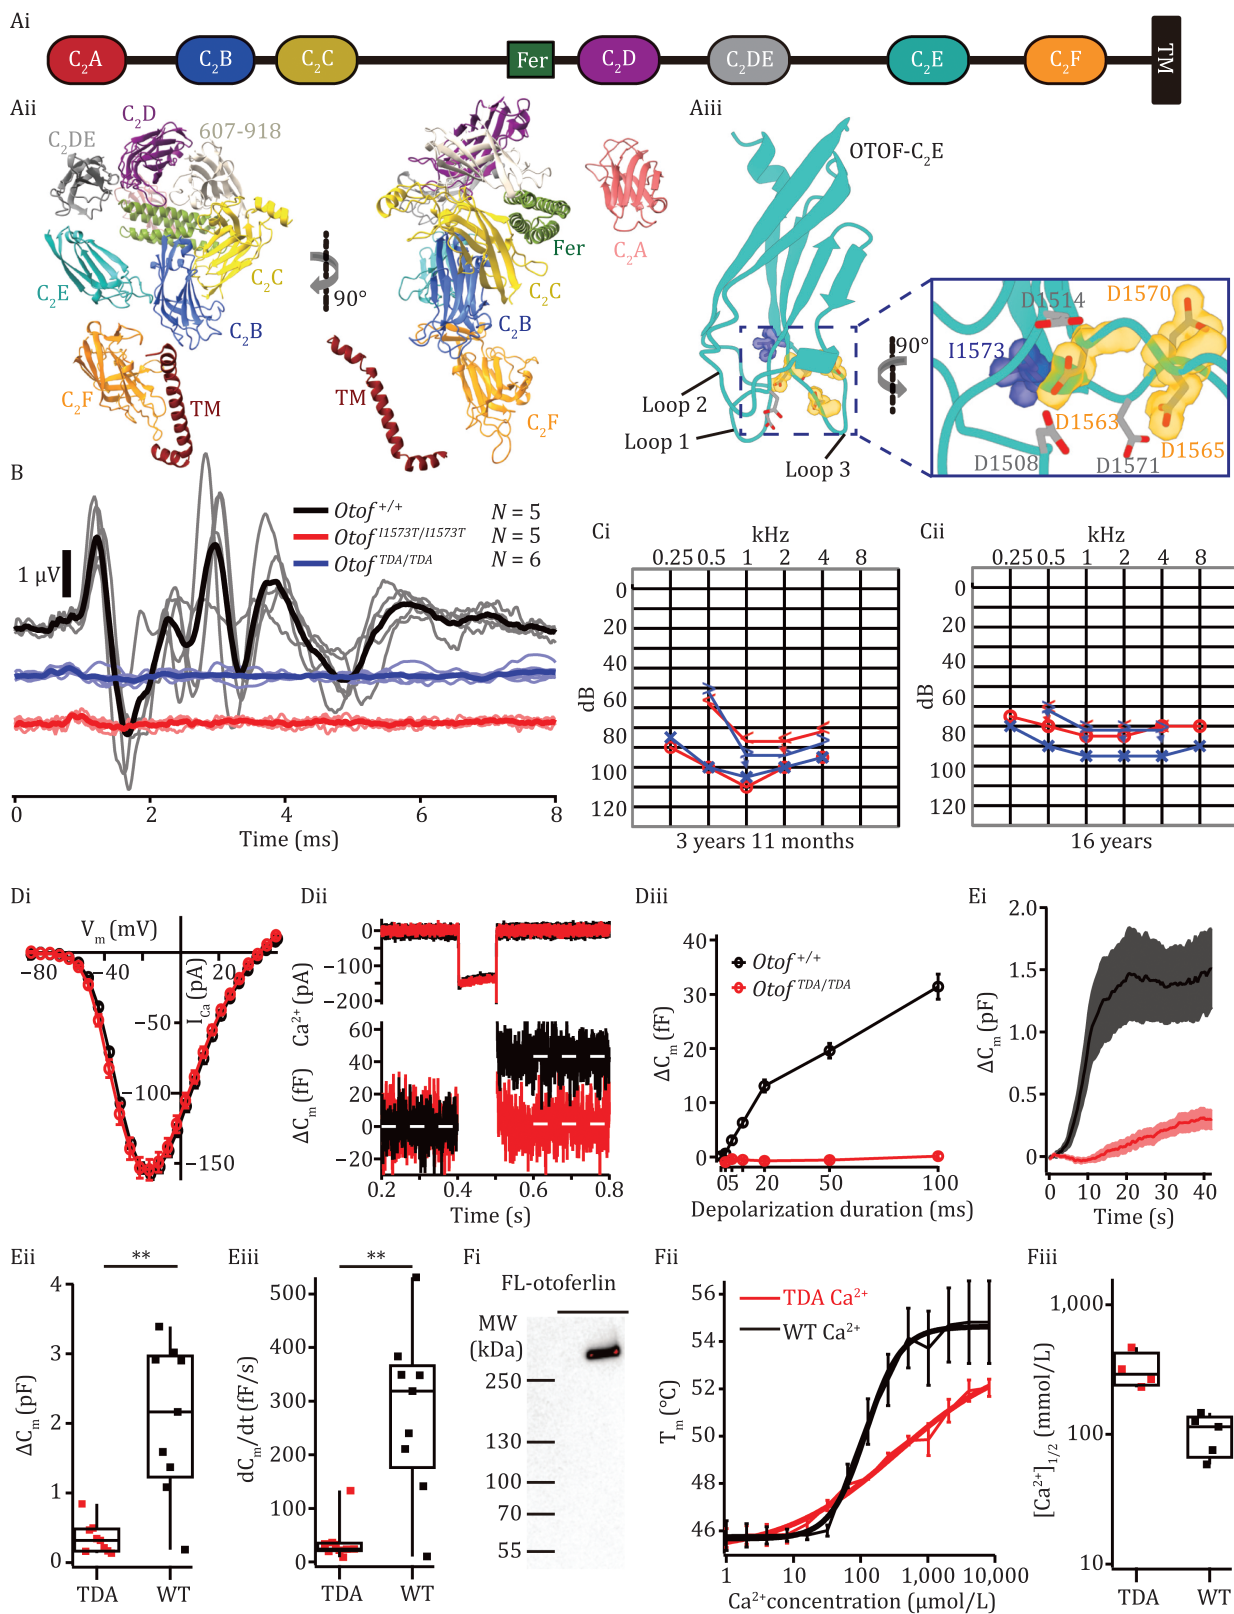 Ai
C₂A C₂B C₂C Fer C₂D C₂DE C₂E C₂F TM
Aii
C₂D
C₂DE
607-918
C₂E
C₂C
C₂B
C₂F
TM
90°
Fer
C₂C
C₂B
TM
C₂F
C₂A
Aiii
OTOF-C₂E
Loop 2
Loop 1
Loop 3
90°
D1514
D1570
I1573
D1563
D1508
D1571
D1565
B
1 μV
Otof +/+ N = 5
Otof I1573T/I1573T N = 5
Otof TDA/TDA N = 6
0 2 4 6 8
Time (ms)
Ci
kHz
0.25 0.5 1 2 4 8
0
20
40
60
80
100
120
dB
3 years 11 months
Cii
kHz
0.25 0.5 1 2 4 8
0
20
40
60
80
100
120
dB
16 years
Di
Vm (mV)
−80 −40 20
ICa (pA)
−50
−100
−150
Dii
0
−100
−200
Ca²⁺ (pA)
60
40
20
0
−20
ΔCm (fF)
0.2 0.4 0.6 0.8
Time (s)
Diii
40
30
20
10
0
ΔCm (fF)
Otof +/+
Otof TDA/TDA
0 5 20 50 100
Depolarization duration (ms)
Ei
2.0
1.5
1.0
0.5
0
ΔCm (pF)
0 10 20 30 40
Time (s)
Eii
**
4
3
2
1
0
ΔCm (pF)
TDA WT
Eiii
**
500
400
300
200
100
0
dCm/dt (fF/s)
TDA WT
Fi
FL-otoferlin
MW
(kDa)
250
130
100
70
55
Fii
56
54
52
50
48
46
Tm (°C)
TDA Ca²⁺
WT Ca²⁺
1 10 100 1,000 10,000
Ca²⁺concentration (μmol/L)
Fiii
1,000
100
10
[Ca²⁺]1/2 (mmol/L)
TDA WT